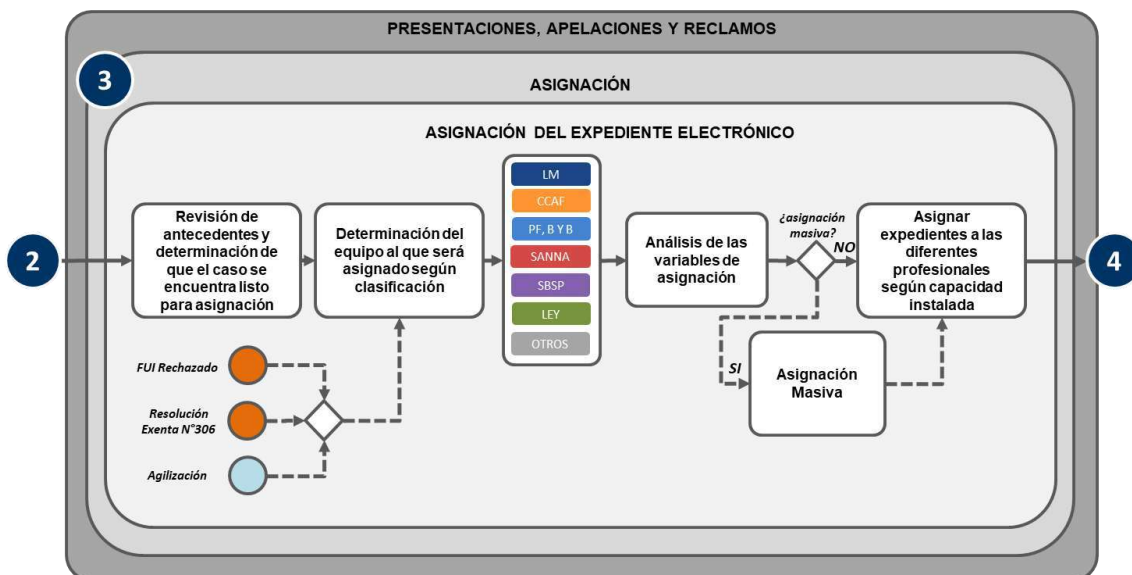 PRESENTACIONES, APELACIONES Y RECLAMOS
3
ASIGNACIÓN
ASIGNACIÓN DEL EXPEDIENTE ELECTRÓNICO
2
Revisión de
antecedentes y
determinación de
que el caso se
encuentra listo
para asignación
Determinación del
equipo al que será
asignado según
clasificación
LM
CCAF
PF, B Y B
SANNA
SBSP
LEY
OTROS
Análisis de las
variables de
asignación
¿asignación
masiva?
NO
Asignar
expedientes a las
diferentes
profesionales
según capacidad
instalada
4
SI
Asignación
Masiva
FUI Rechazado
Resolución
Exenta N°306
Agilización